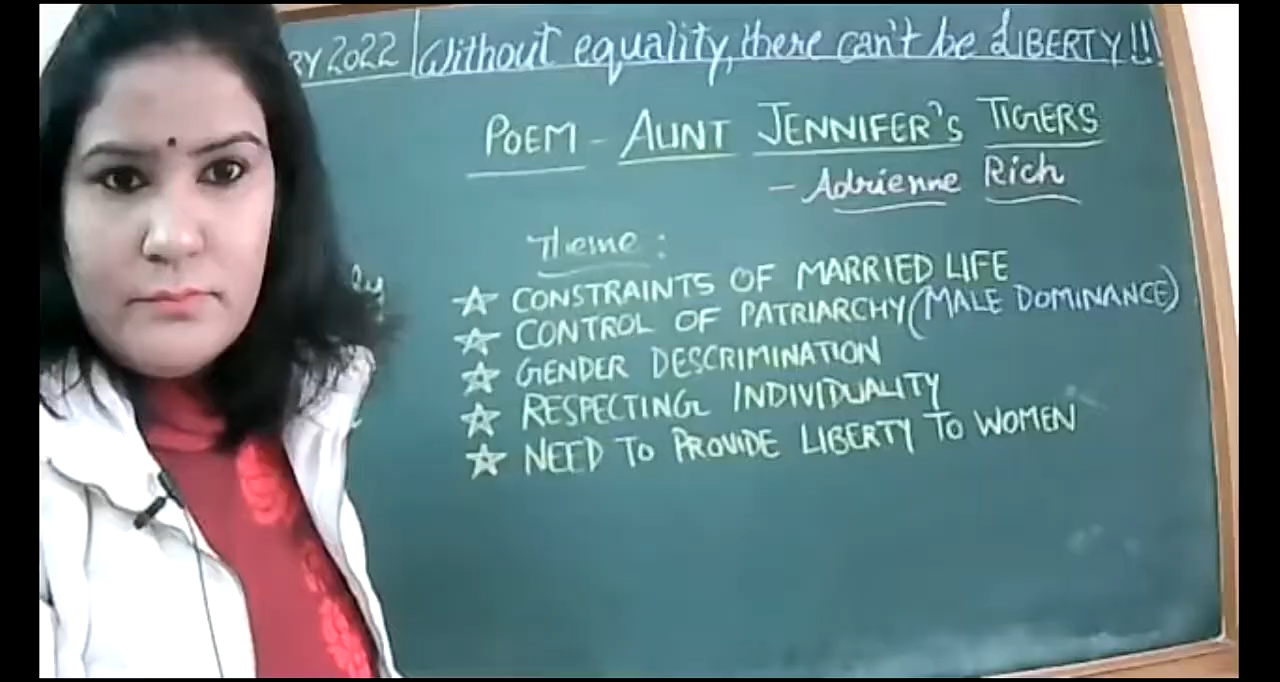 RY 2022 | Without equality, there can't be LIBERTY!!!
POEM - AUNT JENNIFER'S TIGERS
- Adrienne Rich
Theme :
☆ CONSTRAINTS OF MARRIED LIFE
☆ CONTROL OF PATRIARCHY (MALE DOMINANCE)
☆ GENDER DESCRIMINATION
☆ RESPECTING INDIVIDUALITY
☆ NEED TO PROVIDE LIBERTY TO WOMEN